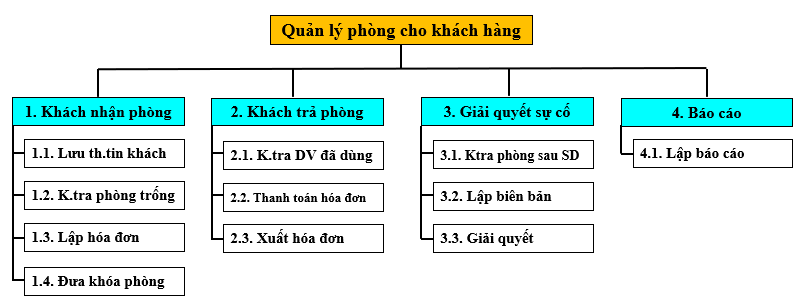 Quản lý phòng cho khách hàng
1. Khách nhận phòng
1.1. Lưu th.tin khách
1.2. K.tra phòng trống
1.3. Lập hóa đơn
1.4. Đưa khóa phòng
2. Khách trả phòng
2.1. K.tra DV đã dùng
2.2. Thanh toán hóa đơn
2.3. Xuất hóa đơn
3. Giải quyết sự cố
3.1. Ktra phòng sau SD
3.2. Lập biên bản
3.3. Giải quyết
4. Báo cáo
4.1. Lập báo cáo